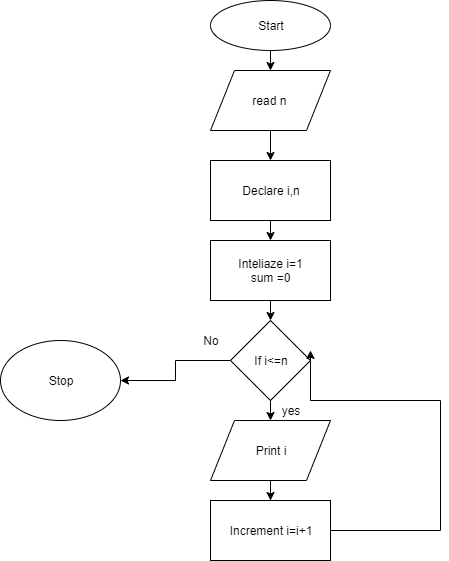 Start
read n
Declare i,n
Inteliaze i=1
sum =0
No
If i<=n
Stop
yes
Print i
Increment i=i+1